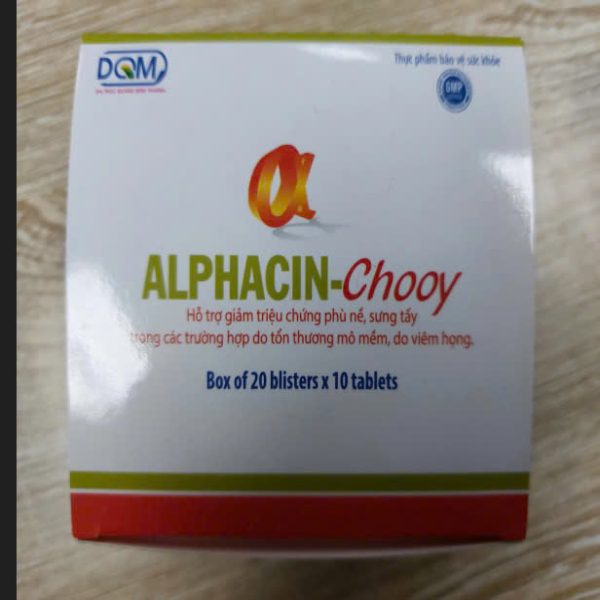 DQM
Thực phẩm bảo vệ sức khỏe
GMP
α
ALPHACIN-Chooy
Hỗ trợ giảm triệu chứng phù nề, sưng tấy
trong các trường hợp do tổn thương mô mềm, do viêm họng.
Box of 20 blisters x 10 tablets